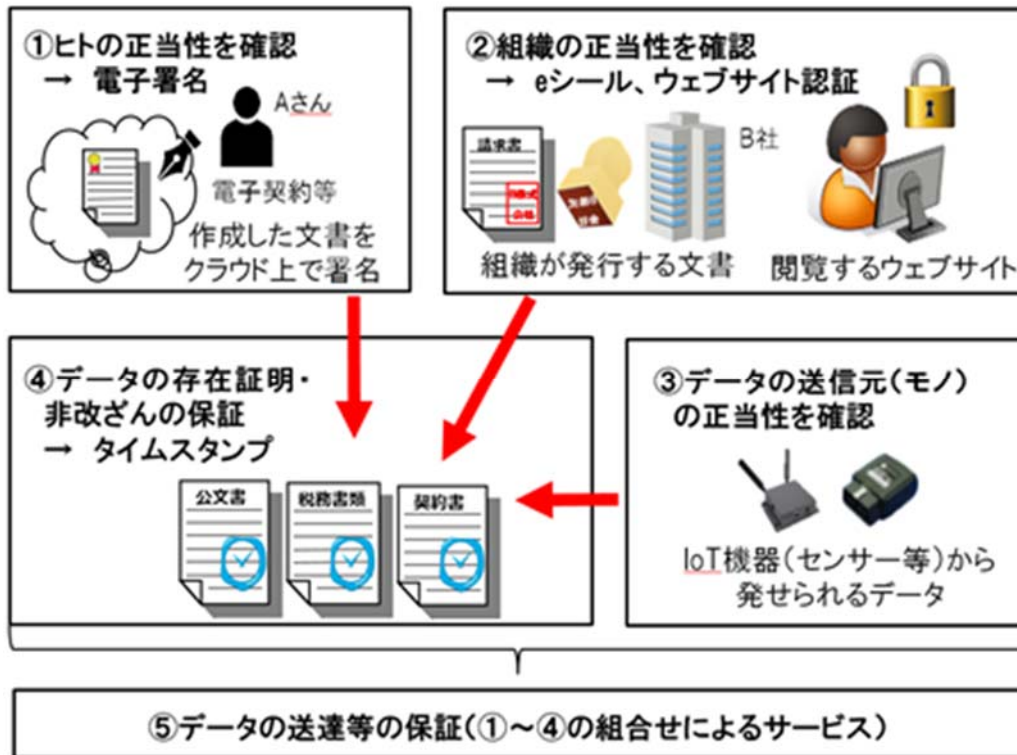 ①ヒトの正当性を確認
→ 電子署名
Aさん
電子契約等
作成した文書を
クラウド上で署名
②組織の正当性を確認
→ eシール、ウェブサイト認証
請求書
B社
組織が発行する文書
閲覧するウェブサイト
④データの存在証明・
非改ざんの保証
→ タイムスタンプ
公文書
税務書類
契約書
③データの送信元(モノ)
の正当性を確認
IoT機器(センサー等)から
発せられるデータ
⑤データの送達等の保証(①~④の組合せによるサービス)